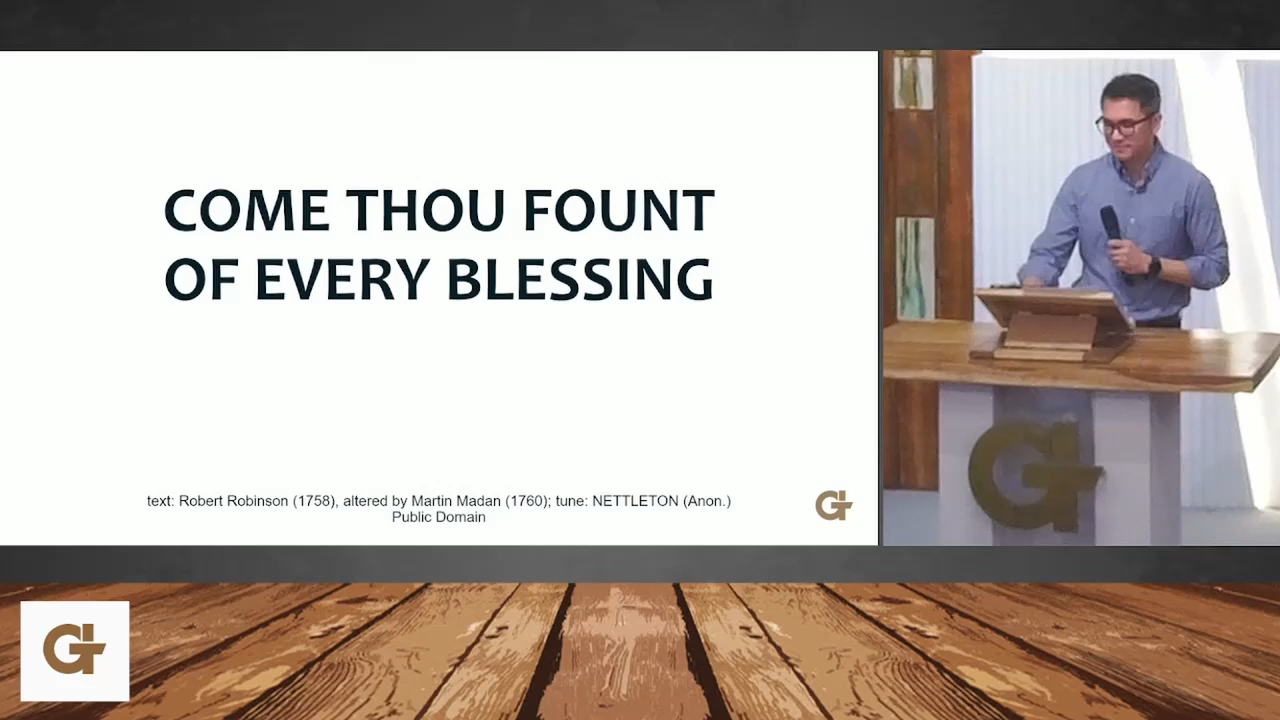 COME THOU FOUNT
OF EVERY BLESSING
text: Robert Robinson (1758), altered by Martin Madan (1760); tune: NETTLETON (Anon.)
Public Domain